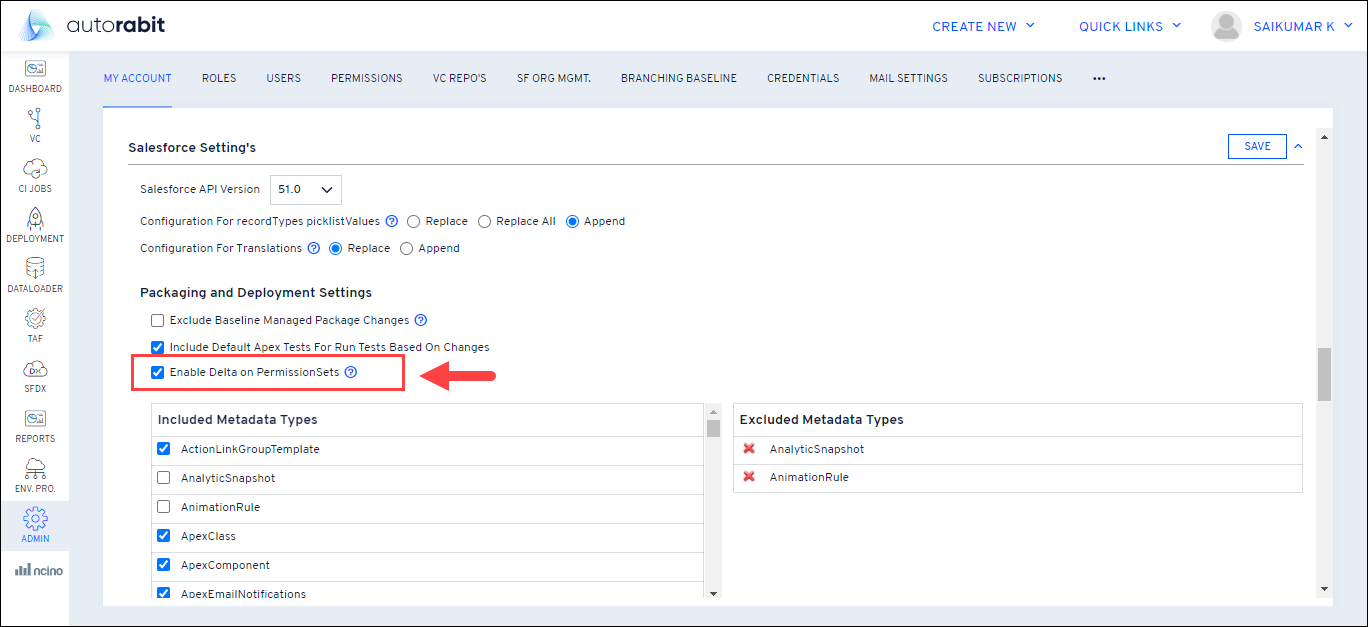 autorabit
CREATE NEW
QUICK LINKS
SAIKUMAR K
DASHBOARD
VC
CI JOBS
DEPLOYMENT
DATALOADER
TAF
SFDX
REPORTS
ENV. PRO.
ADMIN
ncino
MY ACCOUNT ROLES USERS PERMISSIONS VC REPO'S SF ORG MGMT. BRANCHING BASELINE CREDENTIALS MAIL SETTINGS SUBSCRIPTIONS •••
Salesforce Setting's
SAVE
Salesforce API Version 51.0
Configuration For recordTypes picklistValues ? Replace Replace All Append
Configuration For Translations ? Replace Append
Packaging and Deployment Settings
Exclude Baseline Managed Package Changes ?
Include Default Apex Tests For Run Tests Based On Changes
Enable Delta on PermissionSets ?
Included Metadata Types
ActionLinkGroupTemplate
AnalyticSnapshot
AnimationRule
ApexClass
ApexComponent
ApexEmailNotifications
Excluded Metadata Types
AnalyticSnapshot
AnimationRule